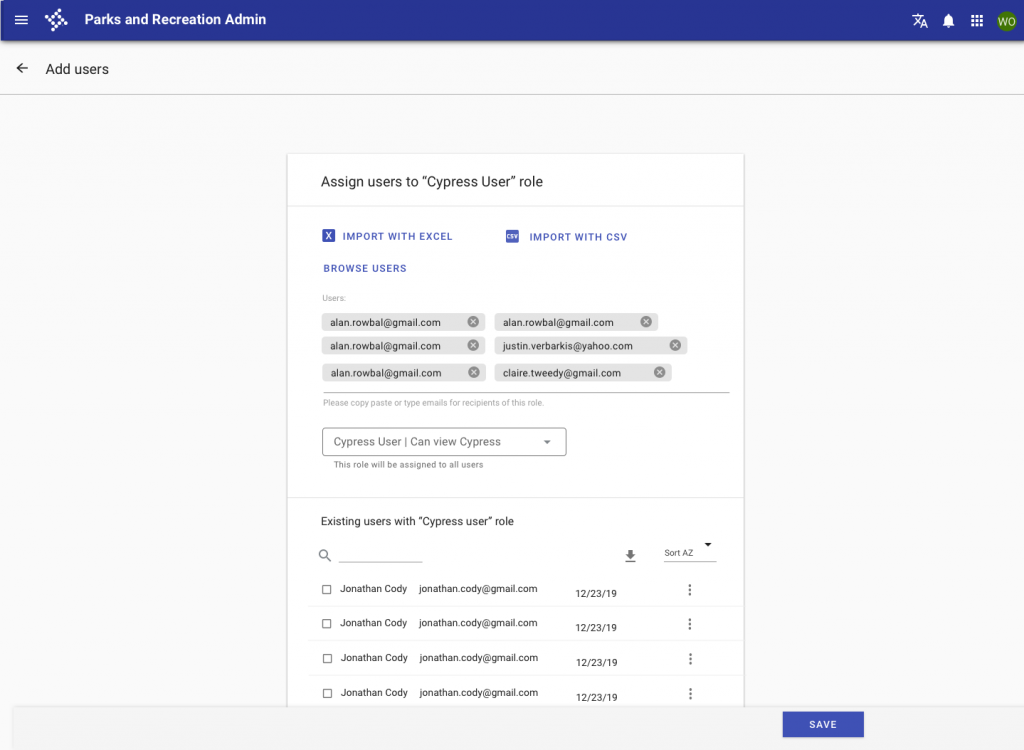 Parks and Recreation Admin
WO
Add users
Assign users to “Cypress User” role
X IMPORT WITH EXCEL
CSV IMPORT WITH CSV
BROWSE USERS
Users:
alan.rowbal@gmail.com alan.rowbal@gmail.com
alan.rowbal@gmail.com justin.verbarkis@yahoo.com
alan.rowbal@gmail.com claire.tweedy@gmail.com
Please copy paste or type emails for recipients of this role.
Cypress User | Can view Cypress
This role will be assigned to all users
Existing users with “Cypress user” role
Sort AZ
Jonathan Cody jonathan.cody@gmail.com 12/23/19
Jonathan Cody jonathan.cody@gmail.com 12/23/19
Jonathan Cody jonathan.cody@gmail.com 12/23/19
Jonathan Cody jonathan.cody@gmail.com 12/23/19
SAVE